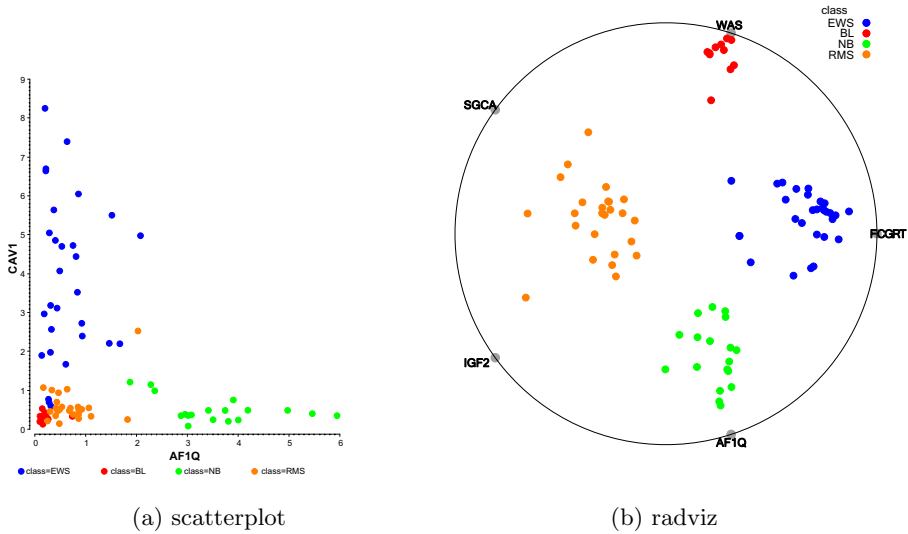 class
EWS
BL
NB
RMS
WAS
SGCA
FCGRT
IGF2
AF1Q
9
8
7
6
5
4
3
2
1
0
CAV1
0 1 2 3 4 5 6
AF1Q
class=EWS class=BL class=NB class=RMS
(a) scatterplot
(b) radviz